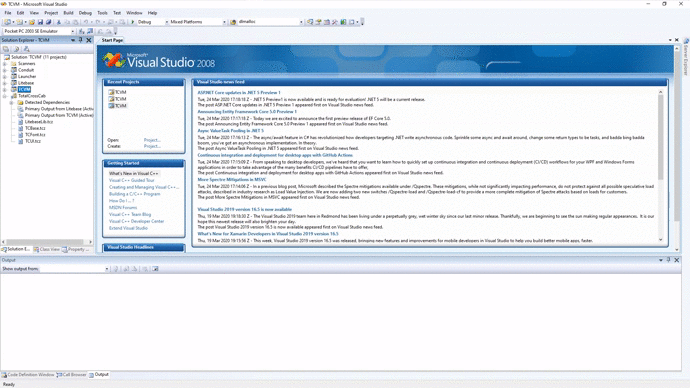 TCVM - Microsoft Visual Studio
File Edit View Project Build Debug Tools Test Window Help
Debug Mixed Platforms dlmalloc
Pocket PC 2003 SE Emulator
Solution Explorer - TCVM
Solution 'TCVM' (11 projects)
Scanners
Conduit
Launcher
Litebase
TCVM
TotalCrossCab
Detected Dependencies
Primary Output from Litebase (Active)
Primary Output from TCVM (Active)
LitebaseLib.tcz
TCBase.tcz
TCFont.tcz
TCUI.tcz
Solution E... Class View Property ...
Start Page
Microsoft
Visual Studio 2008
Recent Projects
TCVM
TCVM
TCVM
Open: Project...
Create: Project...
Getting Started
What's New in Visual C++
Visual C++ Guided Tour
Creating and Managing Visual C++...
Building a C/C++ Program
How Do I ... ?
MSDN Forums
Visual C++ Team Blog
Visual C++ Developer Center
Extend Visual Studio
Visual Studio Headlines
Visual Studio news feed
ASP.NET Core updates in .NET 5 Preview 1
Tue, 24 Mar 2020 17:18:15 Z - .NET 5 Preview1 is now available and is ready for evaluation! .NET 5 will be a current release.
The post ASP.NET Core updates in .NET 5 Preview 1 appeared first on Visual Studio news feed.
Announcing Entity Framework Core 5.0 Preview 1
Tue, 24 Mar 2020 17:17:18 Z - Today we are excited to announce the first preview release of EF Core 5.0.
The post Announcing Entity Framework Core 5.0 Preview 1 appeared first on Visual Studio news feed.
Async ValueTask Pooling in .NET 5
Tue, 24 Mar 2020 17:16:13 Z - The async/await feature in C# has revolutionized how developers targeting .NET write asynchronous code. Sprinkle some async and await around, change some return types to be tasks, and badda bing badda
boom, you've got an asynchronous implementation. In theory.
The post Async ValueTask Pooling in .NET 5 appeared first on Visual Studio news feed.
Continuous integration and deployment for desktop apps with GitHub Actions
Tue, 24 Mar 2020 17:15:09 Z - From speaking to desktop developers, we've heard that you want to learn how to quickly set up continuous integration and continuous deployment (CI/CD) workflows for your WPF and Windows Forms
applications in order to take advantage of the many benefits CI/CD pipelines have to offer,
The post Continuous integration and deployment for desktop apps with GitHub Actions appeared first on Visual Studio news feed.
More Spectre Mitigations in MSVC
Tue, 24 Mar 2020 17:14:06 Z - In a previous blog post, Microsoft described the Spectre mitigations available under /Qspectre. These mitigations, while not significantly impacting performance, do not protect against all possible speculative load
attacks, described in industry research as Load Value Injection. We are now adding two new switches /Qspectre-load and /Qspectre-load-cf to provide a more complete mitigation of Spectre attacks based on loads for customers.
The post More Spectre Mitigations in MSVC appeared first on Visual Studio news feed.
Visual Studio 2019 version 16.5 is now available
Thu, 19 Mar 2020 19:18:30 Z - The Visual Studio 2019 team here in Redmond has been living under a perpetually grey, wet winter sky since our last minor release. Thankfully, we are beginning to see the sun making regular appearances. It is our
hope this newest release will also brighten your day.
The post Visual Studio 2019 version 16.5 is now available appeared first on Visual Studio news feed.
What's New for Xamarin Developers in Visual Studio 2019 16.5
Thu, 19 Mar 2020 19:15:56 Z - This week, Visual Studio 2019 version 16.5 was released, bringing new features and improvements for mobile developers in Visual Studio to help you build better mobile apps, faster.
Server Explorer
Output
Show output from:
Code Definition Window Call Browser Output
Ready